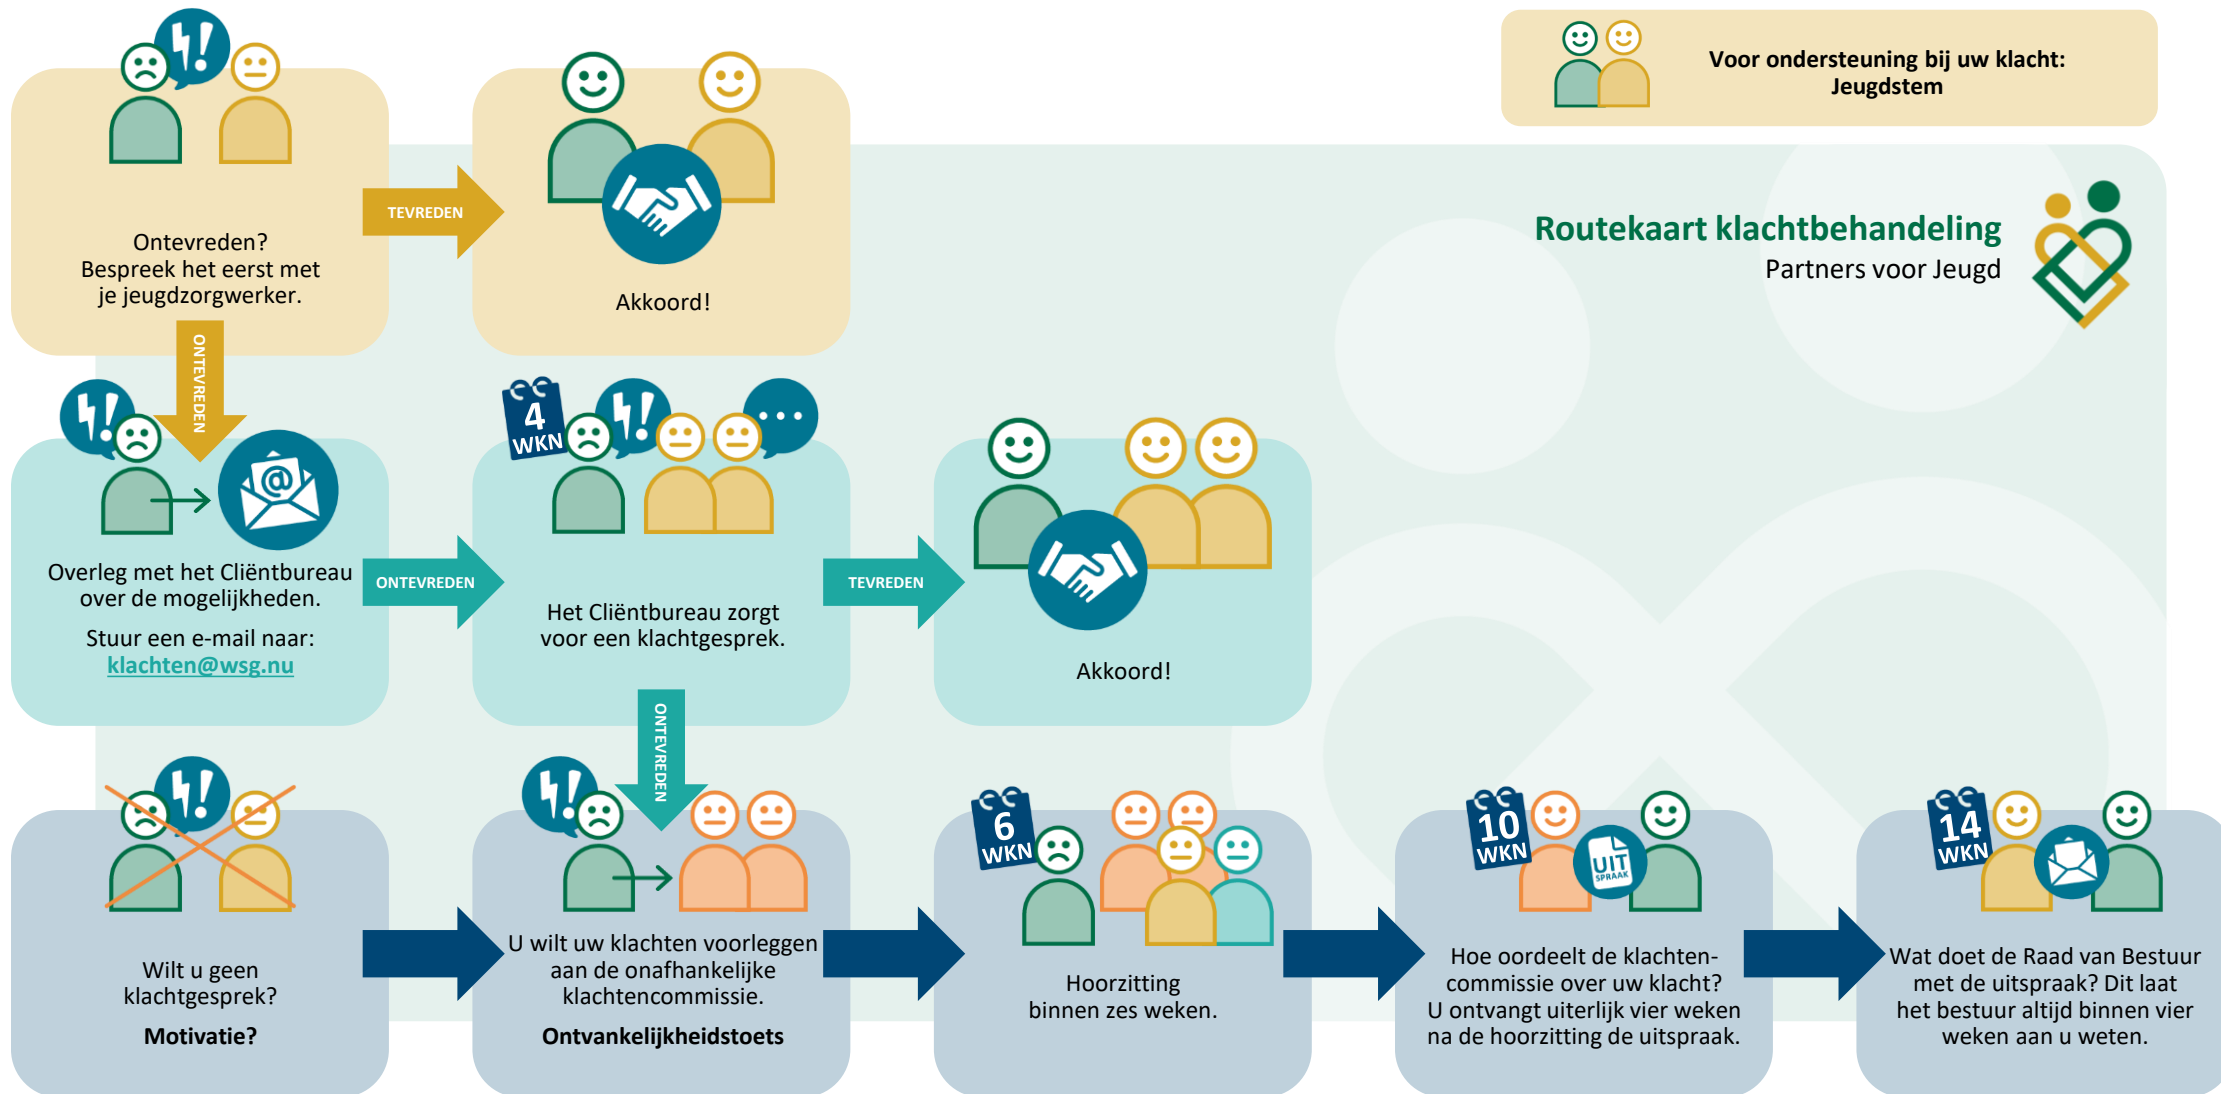 Voor ondersteuning bij uw klacht:
Jeugdstem
Routekaart klachtbehandeling
Partners voor Jeugd
Ontevreden?
Bespreek het eerst met
je jeugdzorgwerker.
TEVREDEN
Akkoord!
ONTEVREDEN
@
Overleg met het Cliëntbureau
over de mogelijkheden.
Stuur een e-mail naar:
klachten@wsg.nu
ONTEVREDEN
4
WKN
Het Cliëntbureau zorgt
voor een klachtgesprek.
TEVREDEN
Akkoord!
ONTEVREDEN
Wilt u geen
klachtgesprek?
Motivatie?
U wilt uw klachten voorleggen
aan de onafhankelijke
klachtencommissie.
Ontvankelijkheidstoets
6
WKN
Hoorzitting
binnen zes weken.
10
WKN
UIT
SPRAAK
Hoe oordeelt de klachten-
commissie over uw klacht?
U ontvangt uiterlijk vier weken
na de hoorzitting de uitspraak.
14
WKN
Wat doet de Raad van Bestuur
met de uitspraak? Dit laat
het bestuur altijd binnen vier
weken aan u weten.